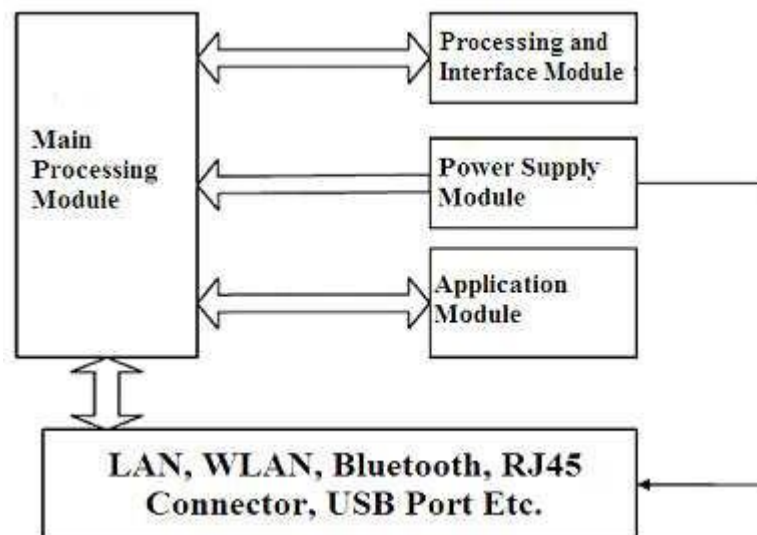 Main
Processing
Module
Processing and
Interface Module
Power Supply
Module
Application
Module
LAN, WLAN, Bluetooth, RJ45
Connector, USB Port Etc.